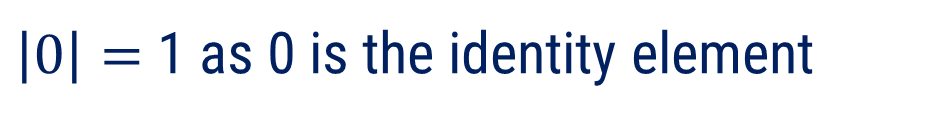 |0| = 1 as 0 is the identity element